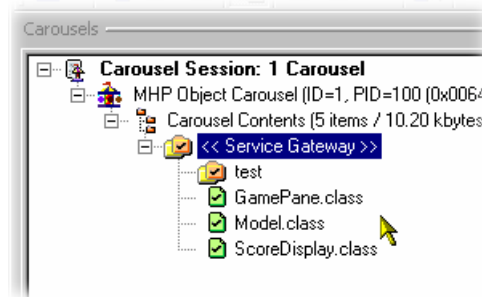 Carousels
Carousel Session: 1 Carousel
MHP Object Carousel (ID=1, PID=100 (0x0064
Carousel Contents (5 items / 10.20 kbytes
<< Service Gateway >>
test
GamePane.class
Model.class
ScoreDisplay.class